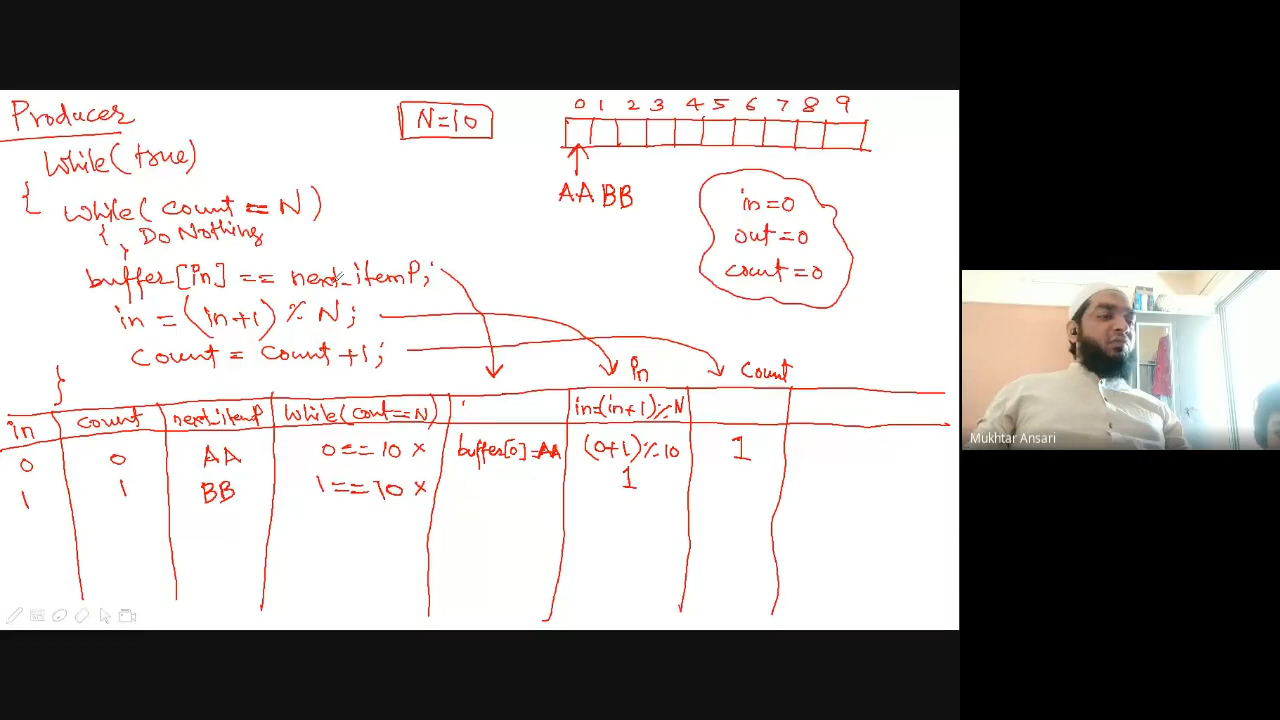 Producer
N=10
0 1 2 3 4 5 6 7 8 9
While(true)
{
While( count == N )
{ Do Nothing
}
AA BB
in = 0
out = 0
count = 0
buffer[in] == next_itemP;
in = (in+1) % N;
count = count +1;
}
in count
in count next_itemP While(cont==N) in=(in+1)%N
0 0 AA 0 == 10 × buffer[0]=AA (0+1)%10 1
1
1 1 BB 1 == 10 ×
Mukhtar Ansari